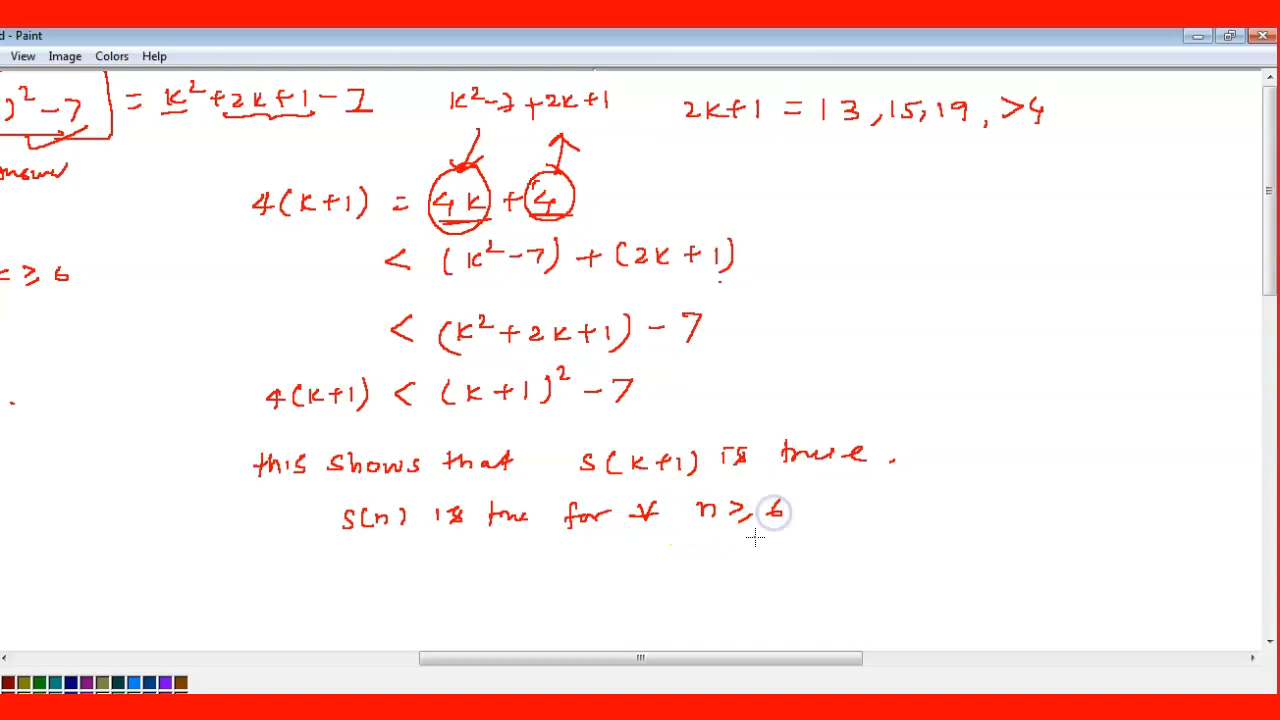 d - Paint
View Image Colors Help
)² - 7 = k² + 2k + 1 - 7 k² - 7 + 2k + 1 2k + 1 = 13, 15, 19, > 4
Answer
4(k+1) = 4k + 4
< (k² - 7) + (2k + 1)
k ≥ 6
< (k² + 2k + 1) - 7
4(k+1) < (k+1)² - 7
this shows that S(k+1) is true.
S(n) is true for ∀ n ≥ 6